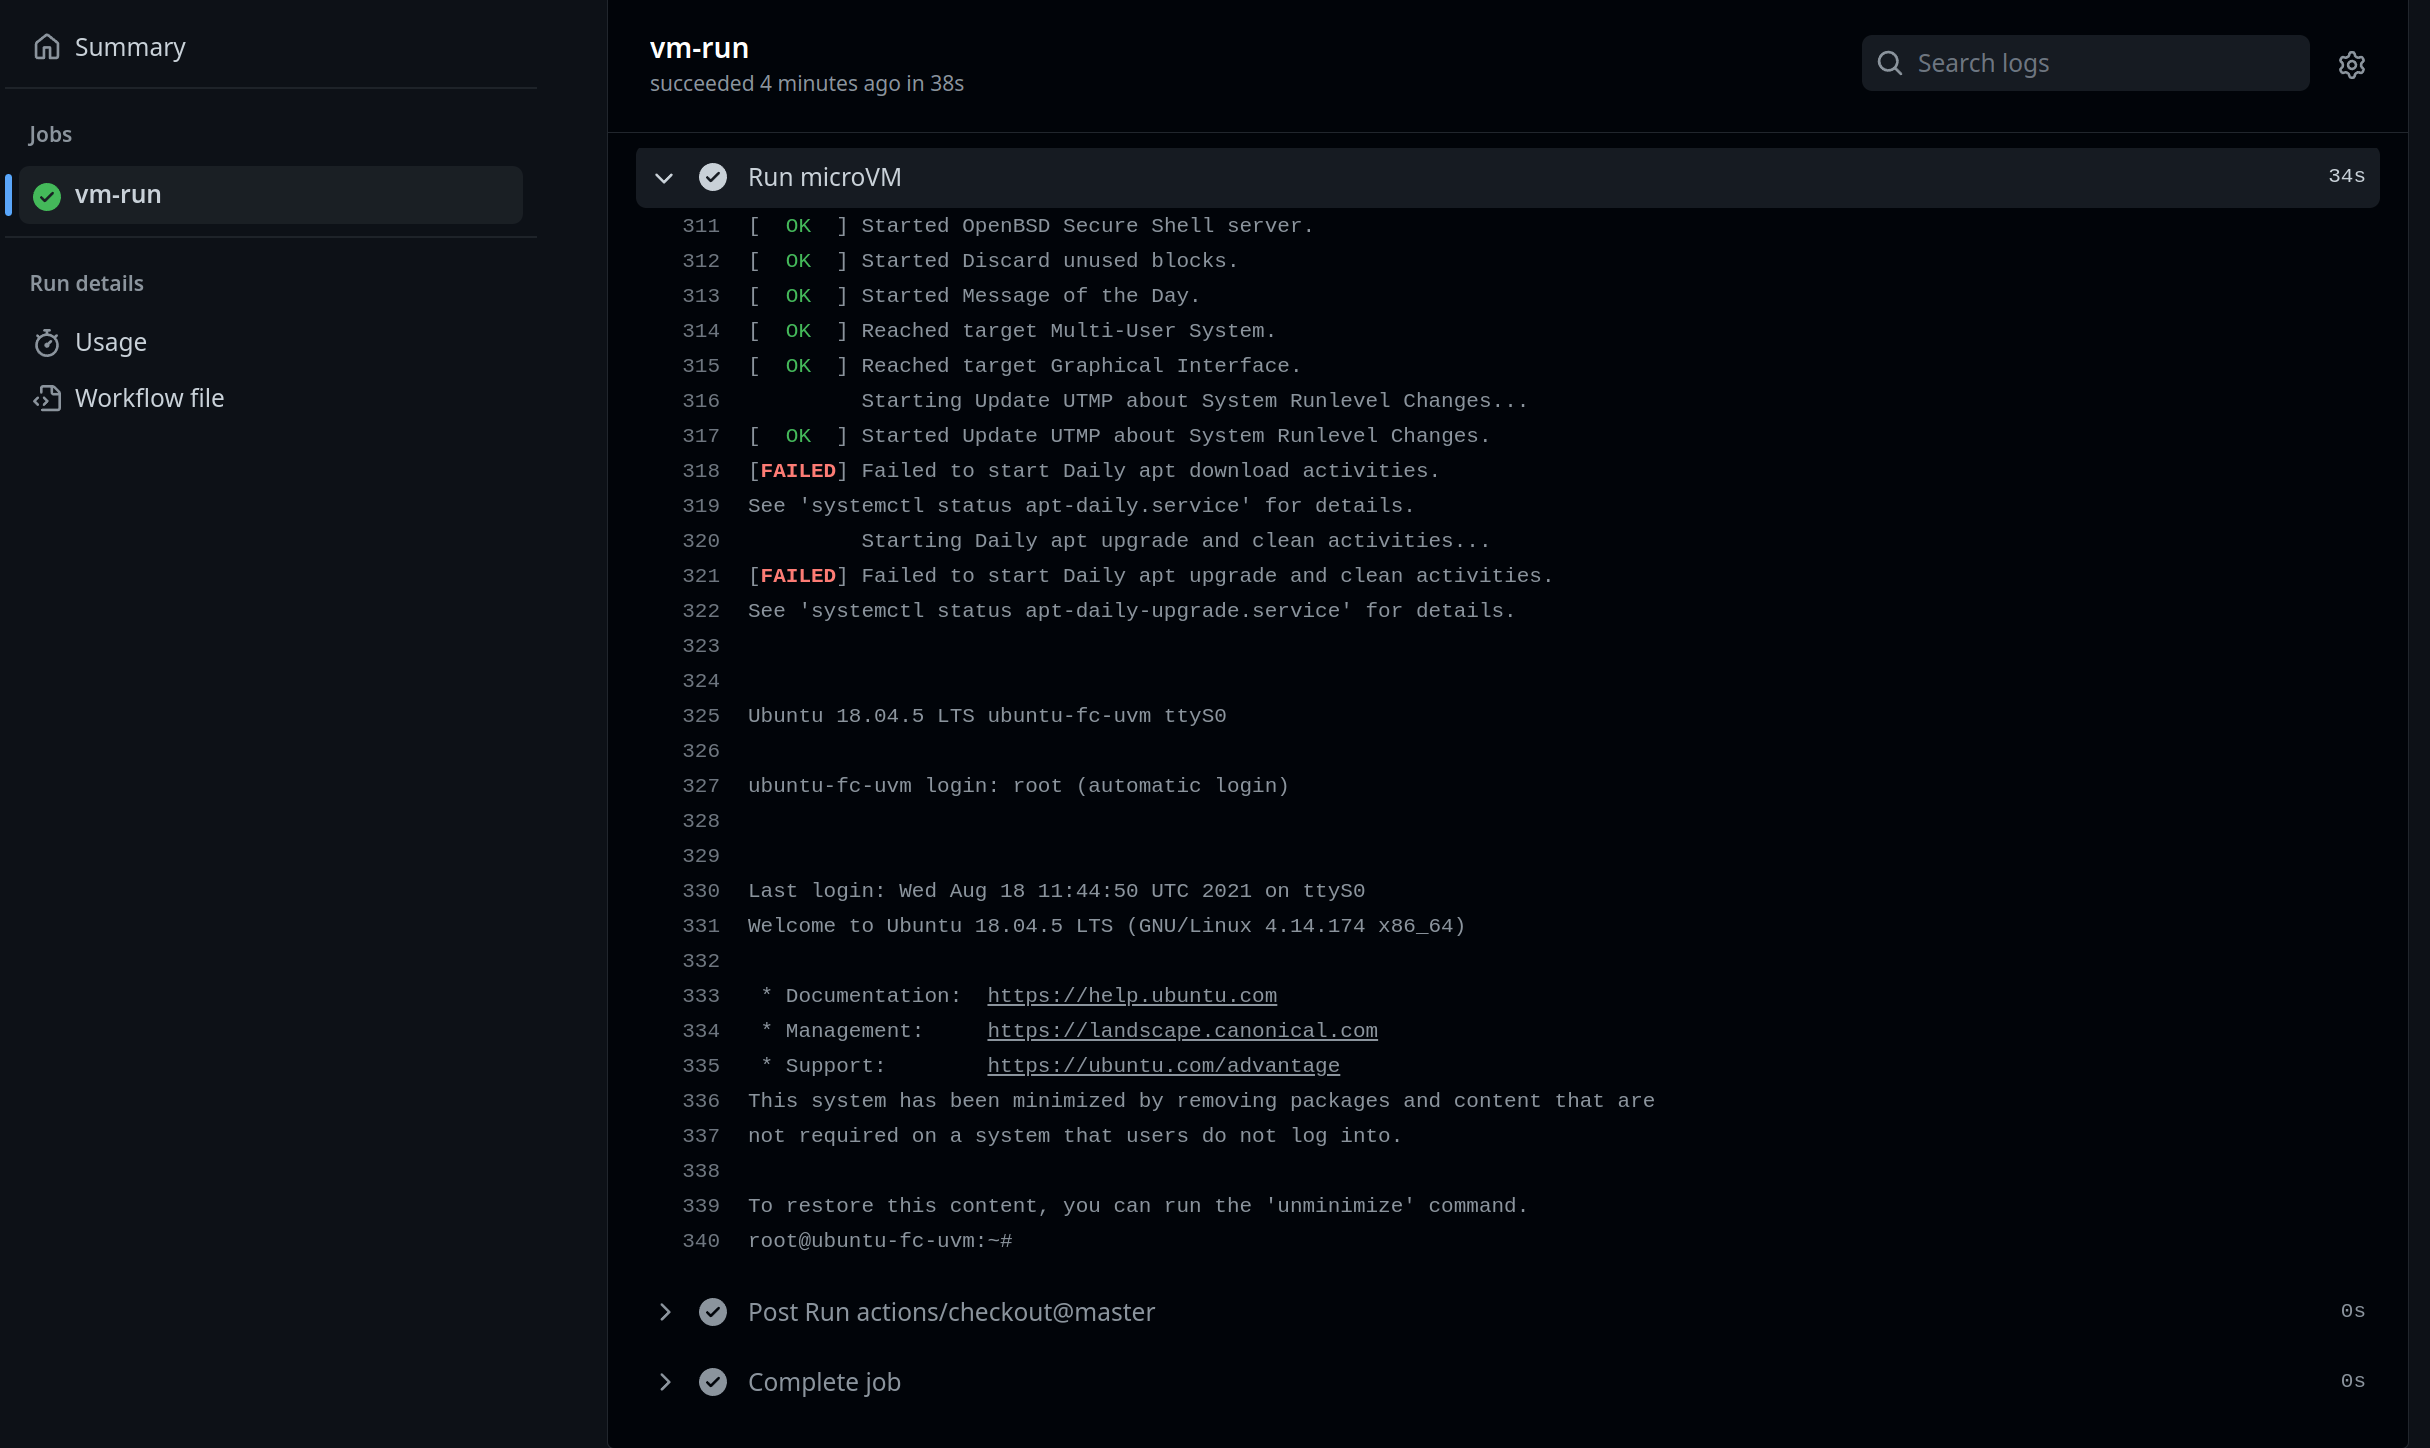 Summary
Jobs
vm-run
Run details
Usage
Workflow file
vm-run
succeeded 4 minutes ago in 38s
Search logs
Run microVM 34s
311 [  OK  ] Started OpenBSD Secure Shell server.
312 [  OK  ] Started Discard unused blocks.
313 [  OK  ] Started Message of the Day.
314 [  OK  ] Reached target Multi-User System.
315 [  OK  ] Reached target Graphical Interface.
316          Starting Update UTMP about System Runlevel Changes...
317 [  OK  ] Started Update UTMP about System Runlevel Changes.
318 [FAILED] Failed to start Daily apt download activities.
319 See 'systemctl status apt-daily.service' for details.
320          Starting Daily apt upgrade and clean activities...
321 [FAILED] Failed to start Daily apt upgrade and clean activities.
322 See 'systemctl status apt-daily-upgrade.service' for details.
323
324
325 Ubuntu 18.04.5 LTS ubuntu-fc-uvm ttyS0
326
327 ubuntu-fc-uvm login: root (automatic login)
328
329
330 Last login: Wed Aug 18 11:44:50 UTC 2021 on ttyS0
331 Welcome to Ubuntu 18.04.5 LTS (GNU/Linux 4.14.174 x86_64)
332
333  * Documentation:  https://help.ubuntu.com
334  * Management:     https://landscape.canonical.com
335  * Support:        https://ubuntu.com/advantage
336 This system has been minimized by removing packages and content that are
337 not required on a system that users do not log into.
338
339 To restore this content, you can run the 'unminimize' command.
340 root@ubuntu-fc-uvm:~#
Post Run actions/checkout@master 0s
Complete job 0s